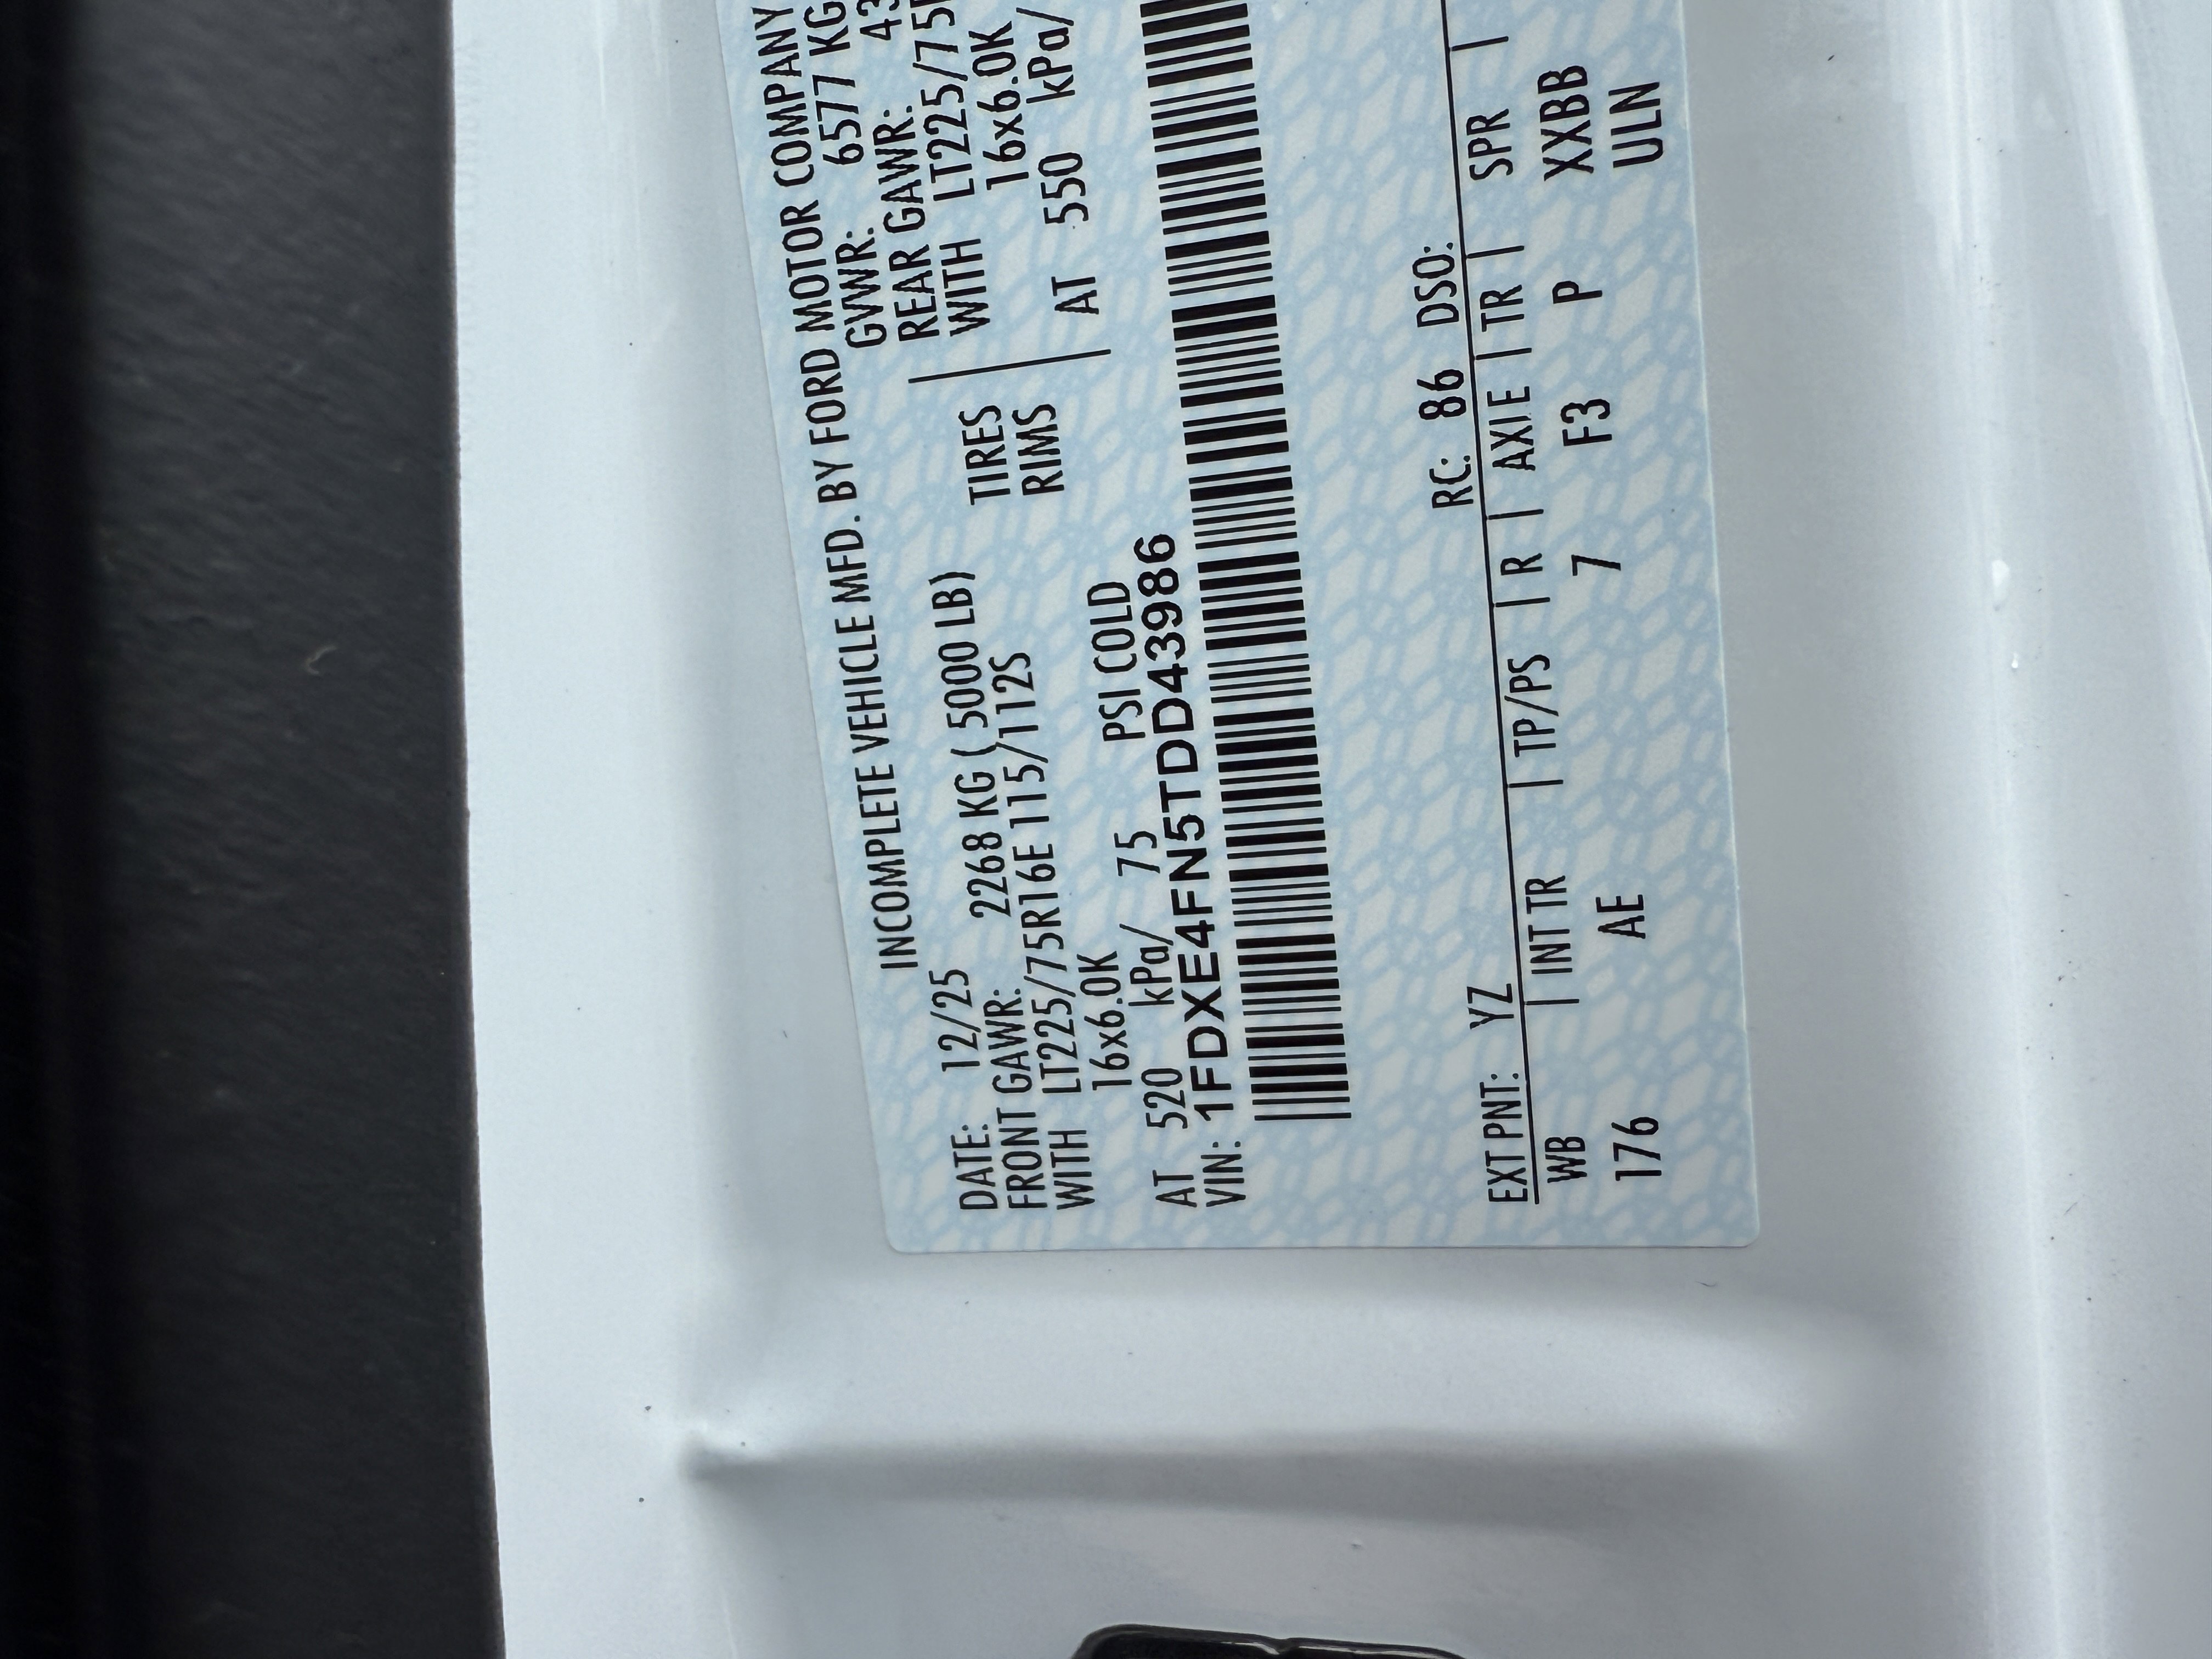 INCOMPLETE VEHICLE MFD. BY FORD MOTOR COMPANY
DATE: 12/25 GVWR: 6577 KG
FRONT GAWR: 2268 KG ( 5000 LB) REAR GAWR: 43
WITH LT225/75R16E 115/112S TIRES WITH LT225/75
16x6.0K RIMS 16x6.0K
AT 520 kPa/ 75 PSI COLD AT 550 kPa/
VIN: 1FDXE4FN5TDD43986
EXT PNT: YZ RC: 86 DSO:
WB | INT TR | TP/PS | R | AXLE | TR | SPR |
176 AE 7 F3 P XXBB
ULN